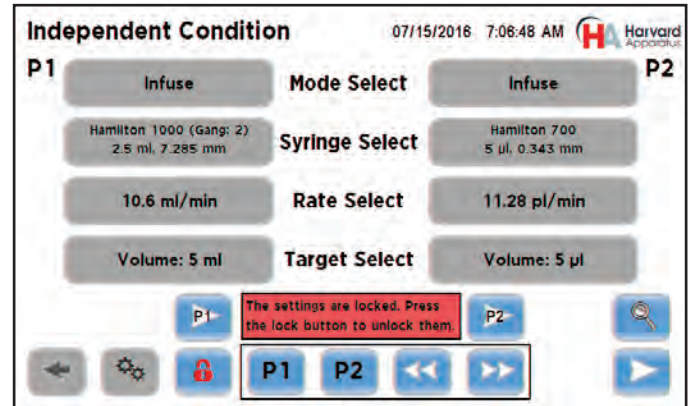 Independent Condition
07/15/2016 7:06:48 AM
HA Harvard
Apparatus
P1
P2
Infuse
Mode Select
Infuse
Hamilton 1000 (Gang: 2)
2.5 ml, 7.285 mm
Syringe Select
Hamilton 700
5 µl, 0.343 mm
10.6 ml/min
Rate Select
11.28 pl/min
Volume: 5 ml
Target Select
Volume: 5 µl
P1
The settings are locked. Press
the lock button to unlock them.
P2
P1
P2